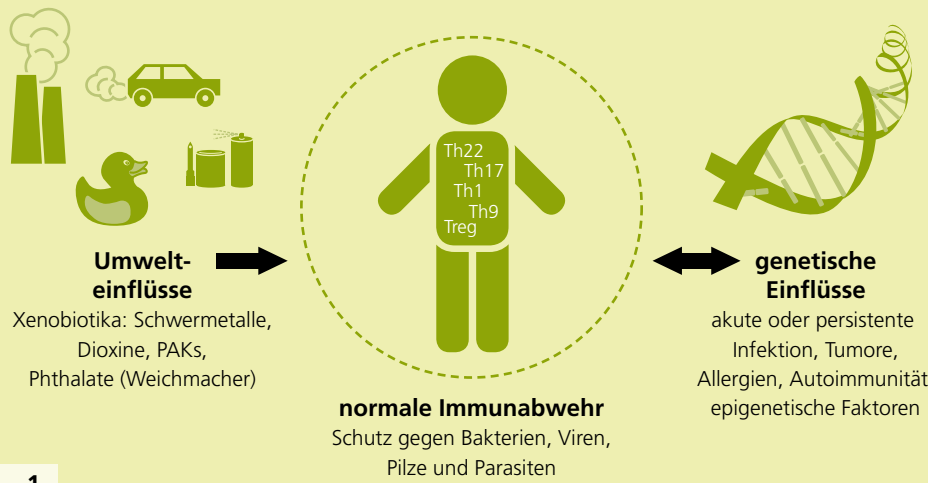 Th22
Th17
Th1
Th9
Treg
Umwelt-
einflüsse
Xenobiotika: Schwermetalle,
Dioxine, PAKs,
Phthalate (Weichmacher)
normale Immunabwehr
Schutz gegen Bakterien, Viren,
Pilze und Parasiten
genetische
Einflüsse
akute oder persistente
Infektion, Tumore,
Allergien, Autoimmunität
epigenetische Faktoren
1